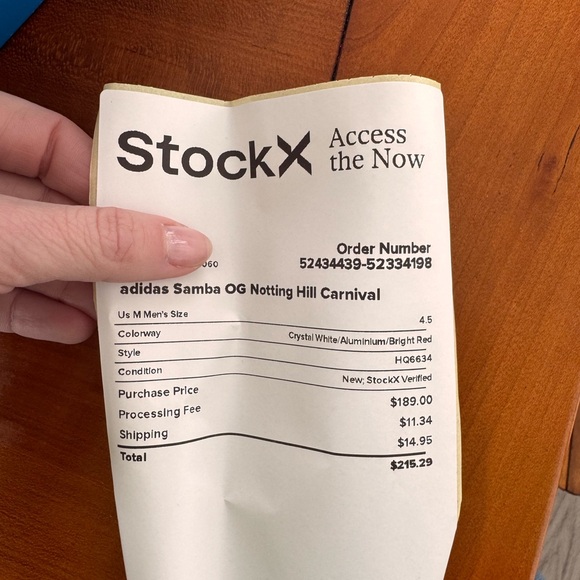 StockX Access
the Now
Order Number
060 52434439-52334198
adidas Samba OG Notting Hill Carnival
Us M Men's Size 4.5
Colorway Crystal White/Aluminium/Bright Red
Style HQ6634
Condition New; StockX Verified
Purchase Price $189.00
Processing Fee $11.34
Shipping $14.95
Total $215.29